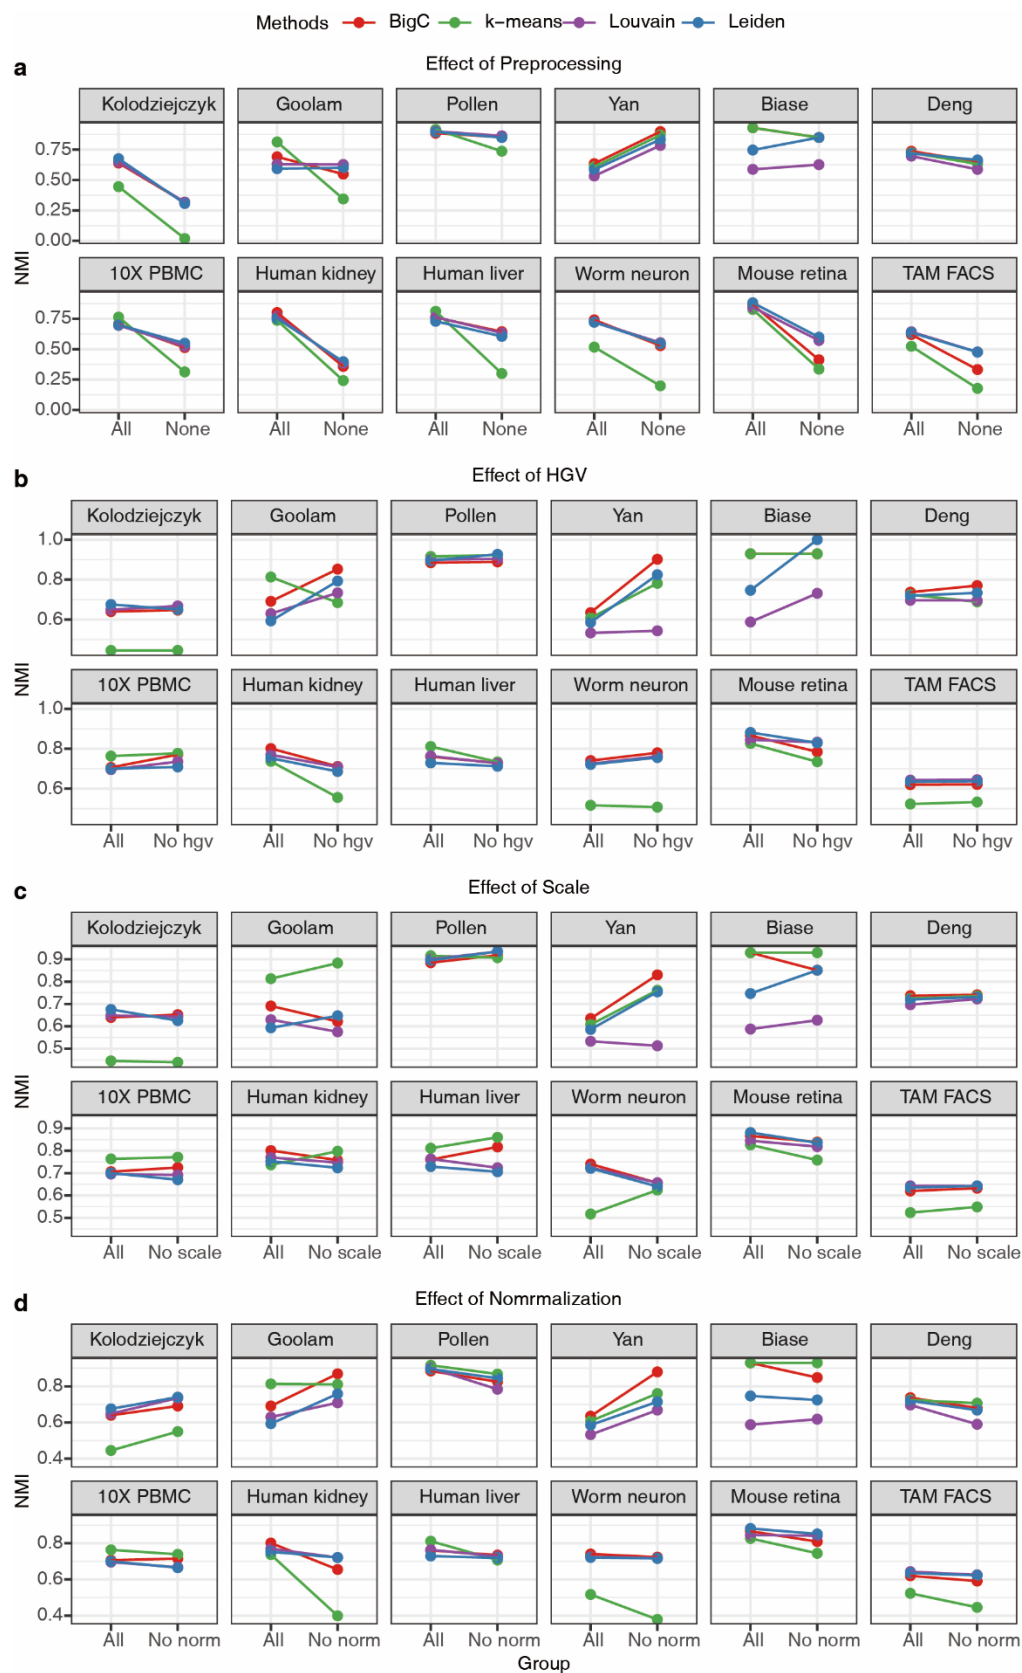 Methods BigC k-means Louvain Leiden
a
Effect of Preprocessing
Kolodziejczyk Goolam Pollen Yan Biase Deng
0.75
0.50
0.25
0.00
NMI
10X PBMC Human kidney Human liver Worm neuron Mouse retina TAM FACS
0.75
0.50
0.25
0.00
All None All None All None All None All None All None
b
Effect of HGV
Kolodziejczyk Goolam Pollen Yan Biase Deng
1.0
0.8
0.6
NMI
10X PBMC Human kidney Human liver Worm neuron Mouse retina TAM FACS
1.0
0.8
0.6
All No hgv All No hgv All No hgv All No hgv All No hgv All No hgv
c
Effect of Scale
Kolodziejczyk Goolam Pollen Yan Biase Deng
0.9
0.8
0.7
0.6
0.5
NMI
10X PBMC Human kidney Human liver Worm neuron Mouse retina TAM FACS
0.9
0.8
0.7
0.6
0.5
All No scale All No scale All No scale All No scale All No scale All No scale
d
Effect of Nomrmalization
Kolodziejczyk Goolam Pollen Yan Biase Deng
0.8
0.6
0.4
NMI
10X PBMC Human kidney Human liver Worm neuron Mouse retina TAM FACS
0.8
0.6
0.4
All No norm All No norm All No norm All No norm All No norm All No norm
Group